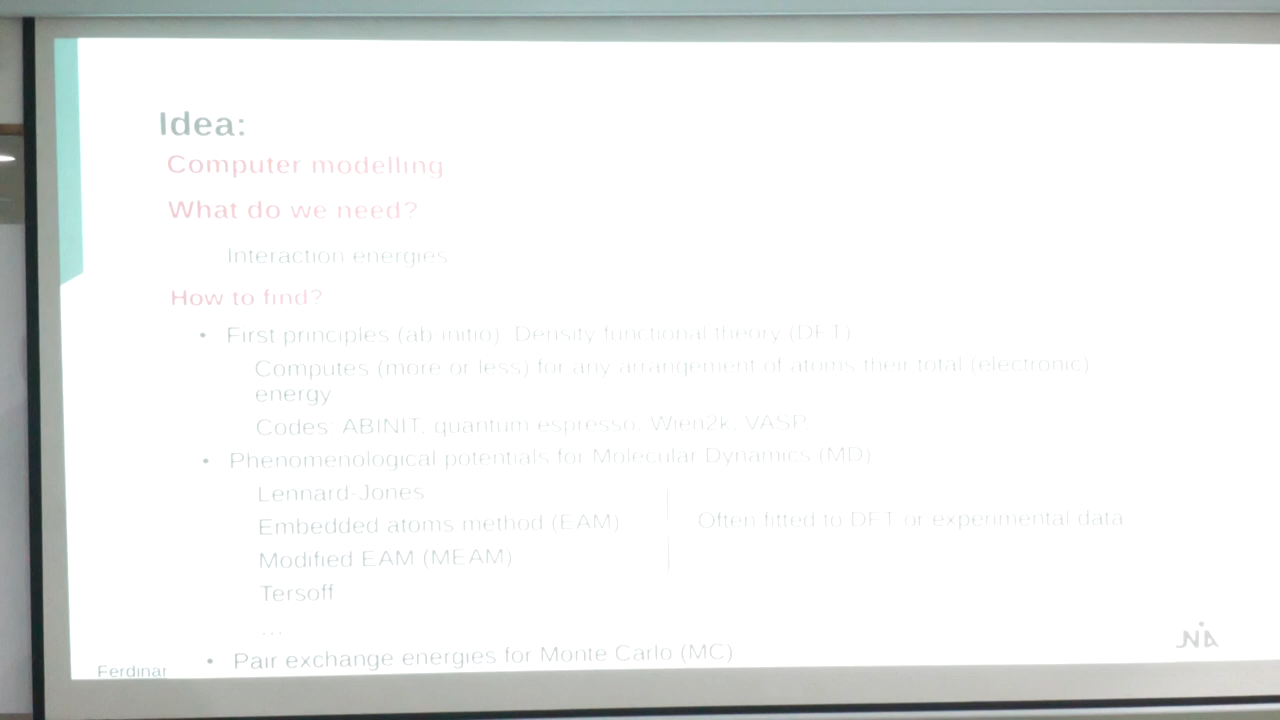 Idea:
Computer modelling
What do we need?
Interaction energies
How to find?
• First principles (ab initio): Density functional theory (DFT)
Computes (more or less) for any arrangement of atoms their total (electronic)
energy
Codes: ABINIT, quantum espresso, Wien2k, VASP
• Phenomenological potentials for Molecular Dynamics (MD)
Lennard-Jones
Embedded atoms method (EAM)
Often fitted to DFT or experimental data
Modified EAM (MEAM)
Tersoff
...
• Pair exchange energies for Monte Carlo (MC)
Ferdinar